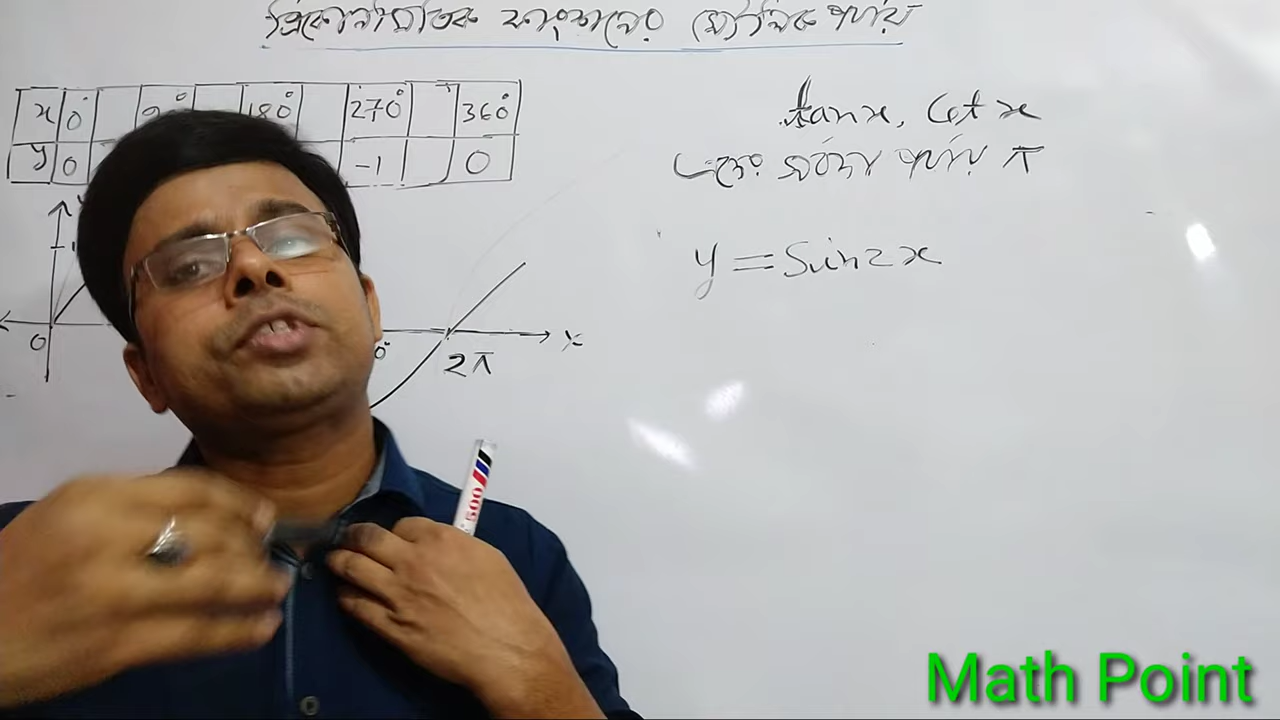 ত্রিকোণমিতিক ফাংশনের মৌলিক পর্যায়
x 0° 180° 270° 360°
y 0 -1 0
0 2π x
tanx, Cotx
এদের মৌলিক পর্যায় π
y = Sin2x
500
Math Point